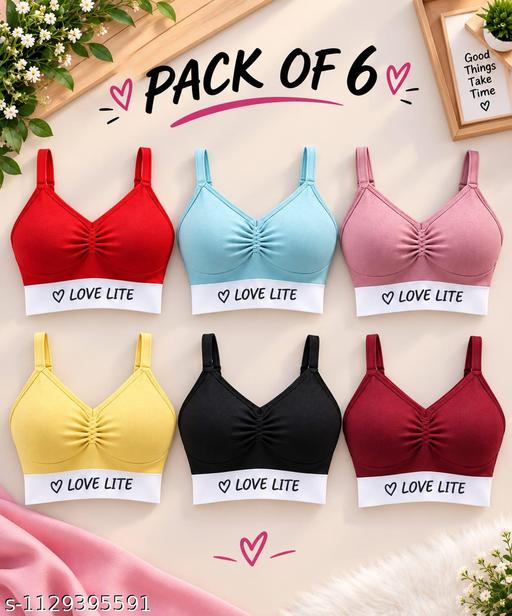 PACK OF 6
Good
Things
Take
Time
♡ LOVE LITE
♡ LOVE LITE
♡ LOVE LITE
♡ LOVE LITE
♡ LOVE LITE
♡ LOVE LITE
s-1129395591